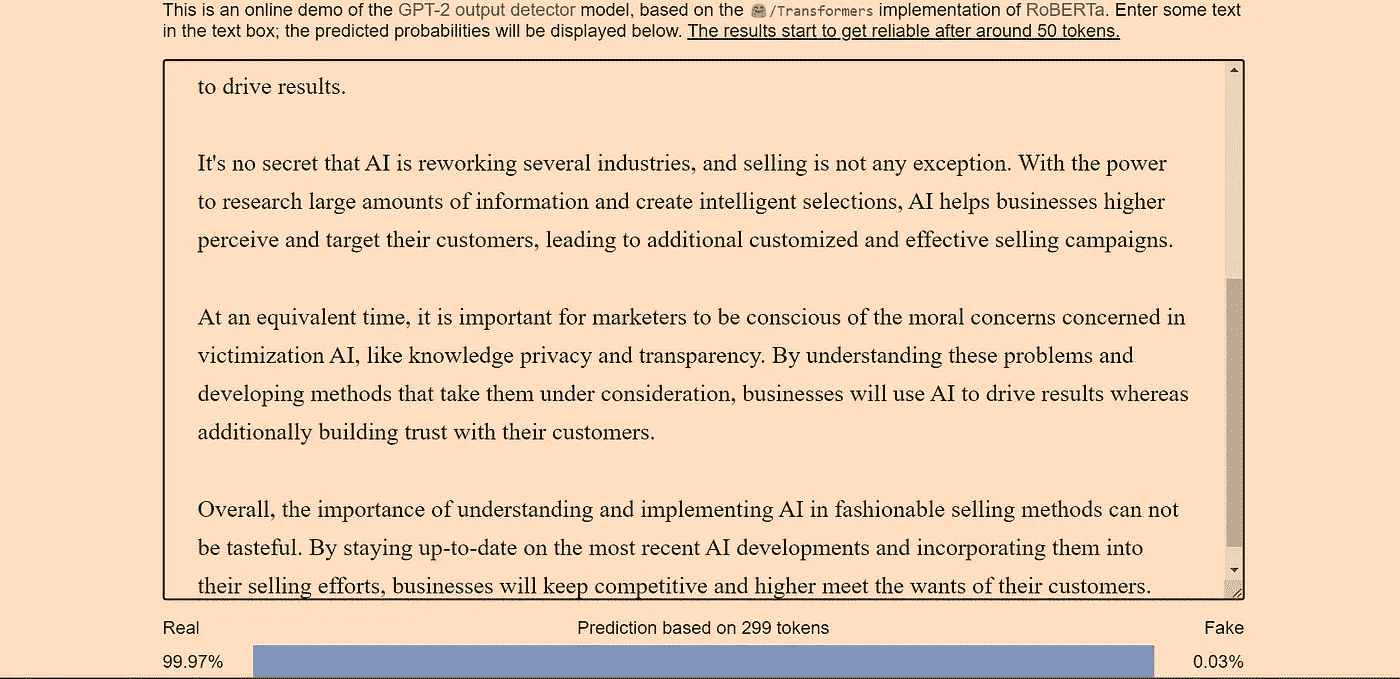 This is an online demo of the GPT-2 output detector model, based on the 🤗/Transformers implementation of RoBERTa. Enter some text
in the text box; the predicted probabilities will be displayed below. The results start to get reliable after around 50 tokens.
to drive results.
It's no secret that AI is reworking several industries, and selling is not any exception. With the power
to research large amounts of information and create intelligent selections, AI helps businesses higher
perceive and target their customers, leading to additional customized and effective selling campaigns.
At an equivalent time, it is important for marketers to be conscious of the moral concerns concerned in
victimization AI, like knowledge privacy and transparency. By understanding these problems and
developing methods that take them under consideration, businesses will use AI to drive results whereas
additionally building trust with their customers.
Overall, the importance of understanding and implementing AI in fashionable selling methods can not
be tasteful. By staying up-to-date on the most recent AI developments and incorporating them into
their selling efforts, businesses will keep competitive and higher meet the wants of their customers.
Real Prediction based on 299 tokens Fake
99.97% 0.03%